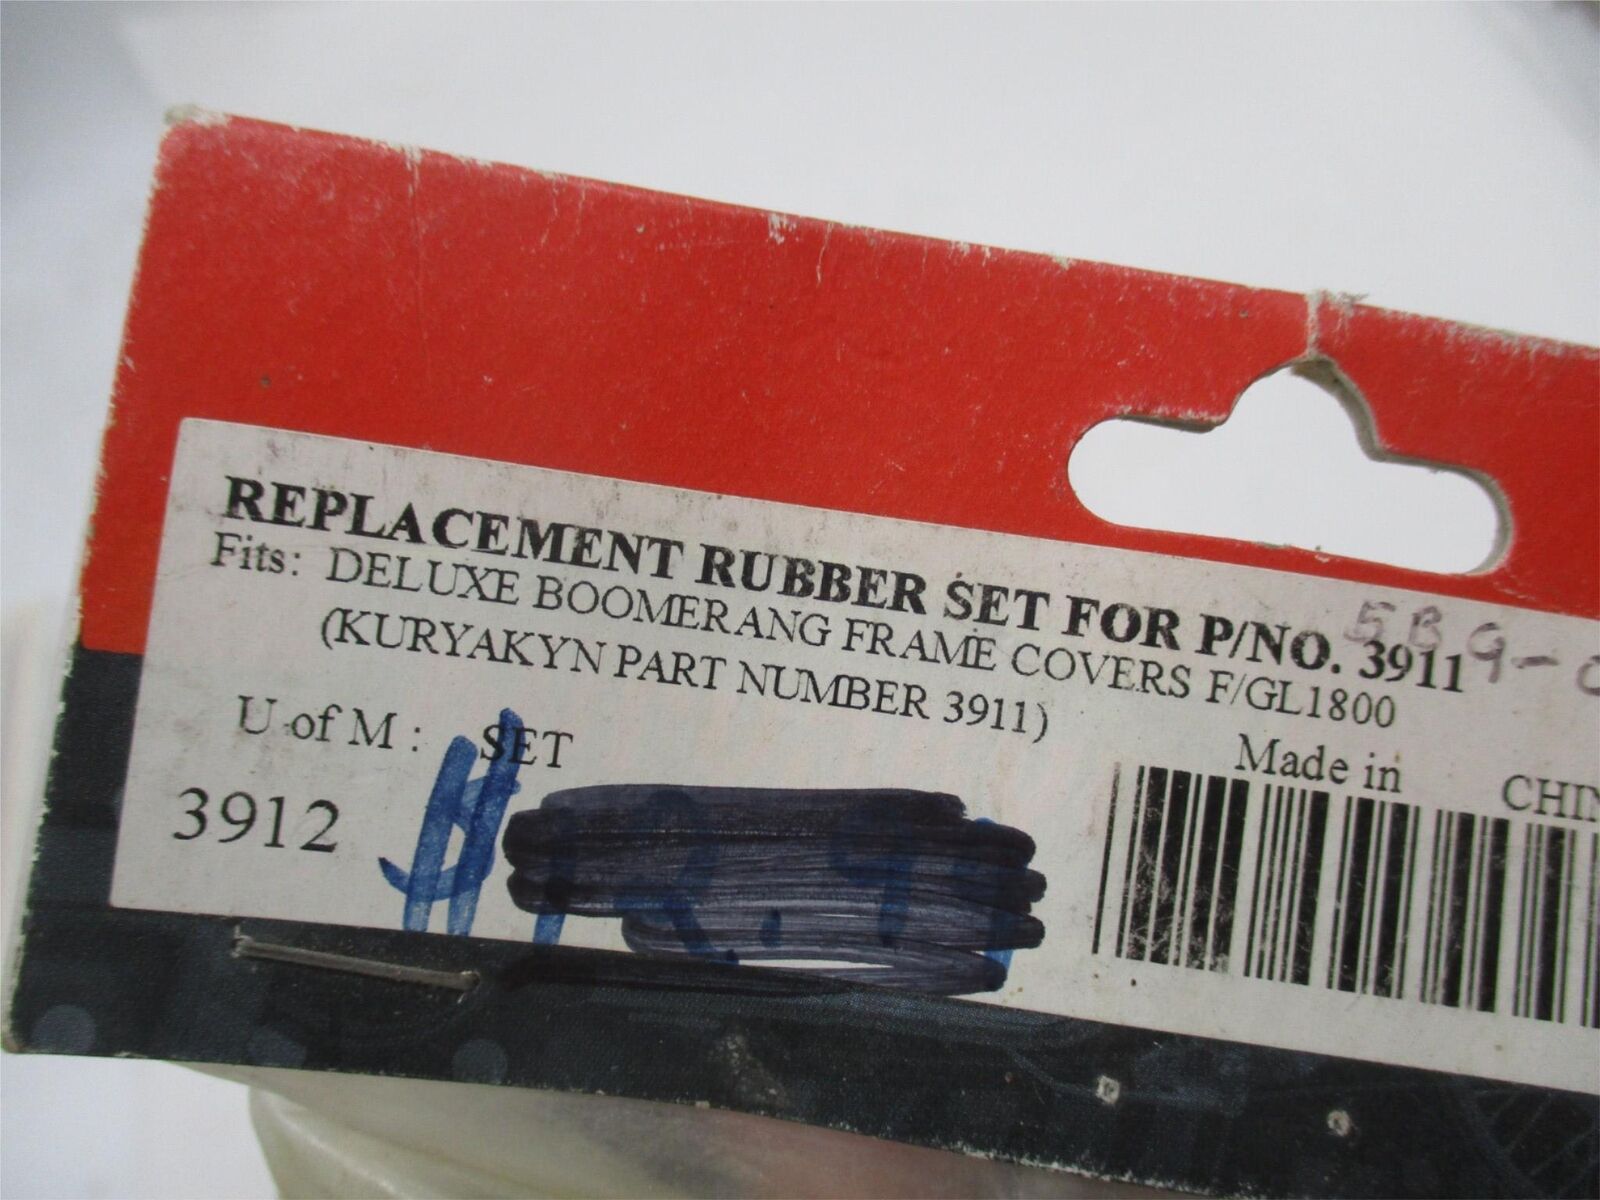 REPLACEMENT RUBBER SET FOR P/NO. 3911
Fits: DELUXE BOOMERANG FRAME COVERS F/GL1800
(KURYAKYN PART NUMBER 3911)
U of M : SET
Made in
3912